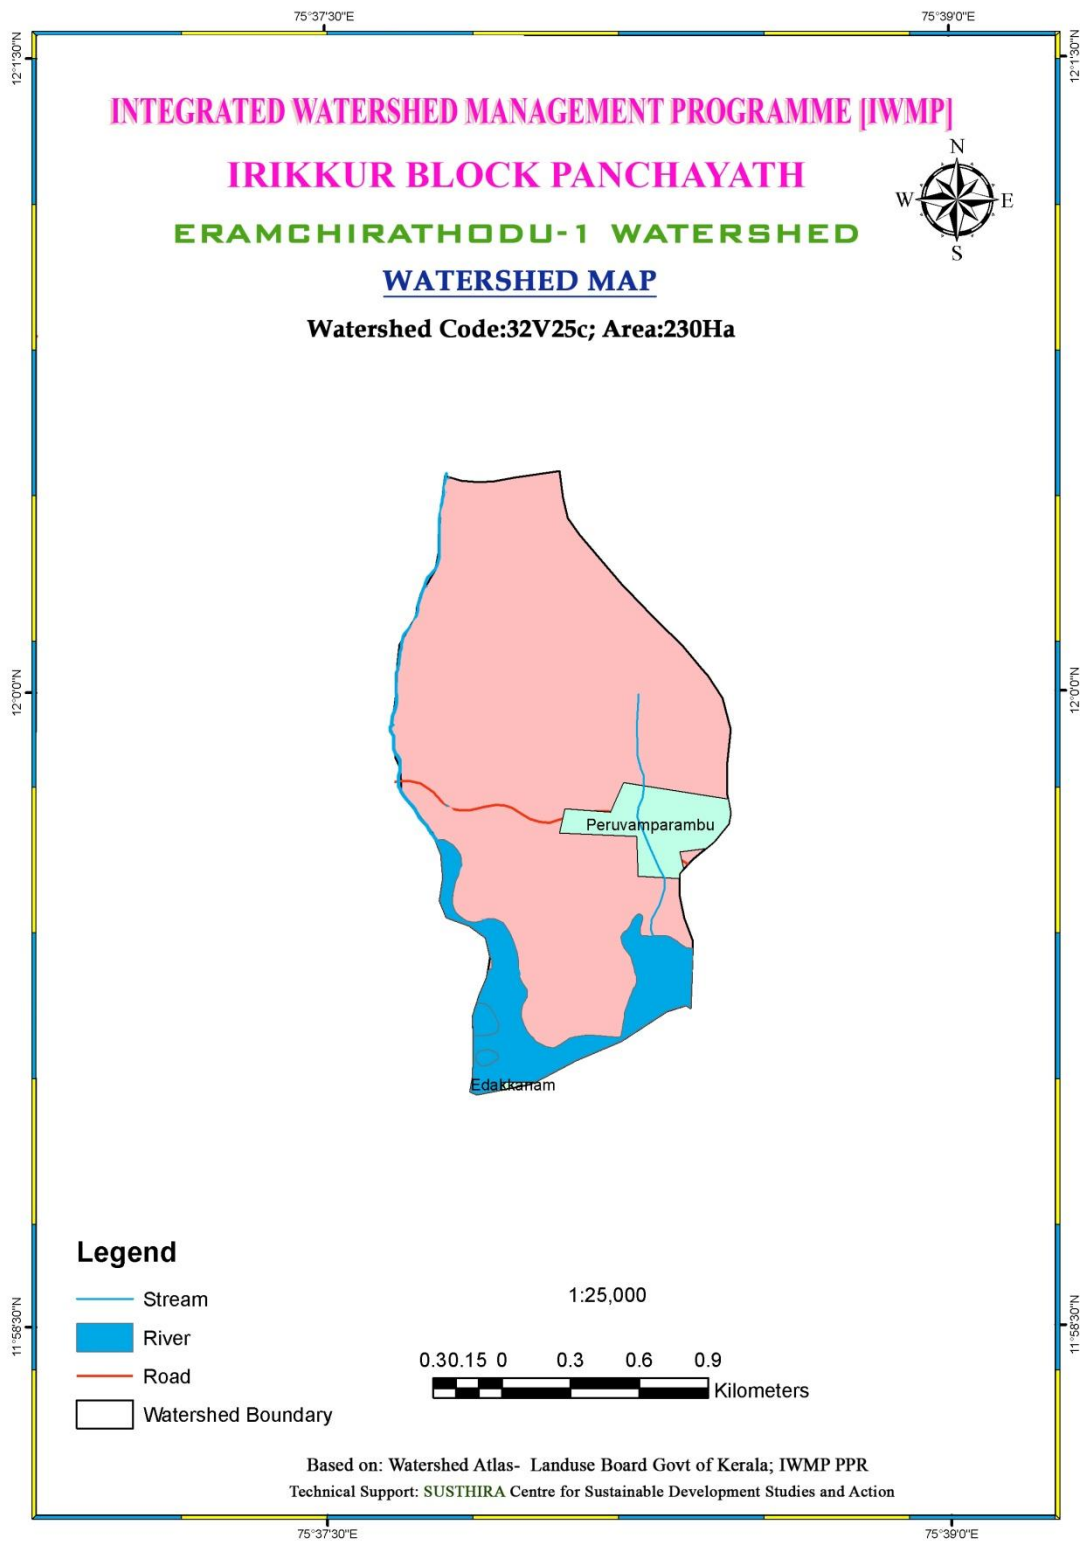 75°37'30"E 75°39'0"E
12°1'30"N 12°1'30"N
INTEGRATED WATERSHED MANAGEMENT PROGRAMME [IWMP]
IRIKKUR BLOCK PANCHAYATH
ERAMCHIRATHODU-1 WATERSHED
WATERSHED MAP
Watershed Code:32V25c; Area:230Ha
N
W E
S
12°0'0"N 12°0'0"N
Peruvamparambu
Edakkanam
Legend
Stream
River
Road
Watershed Boundary
11°58'30"N 11°58'30"N
1:25,000
0.30.15 0 0.3 0.6 0.9
Kilometers
Based on: Watershed Atlas- Landuse Board Govt of Kerala; IWMP PPR
Technical Support: SUSTHIRA Centre for Sustainable Development Studies and Action
75°37'30"E 75°39'0"E